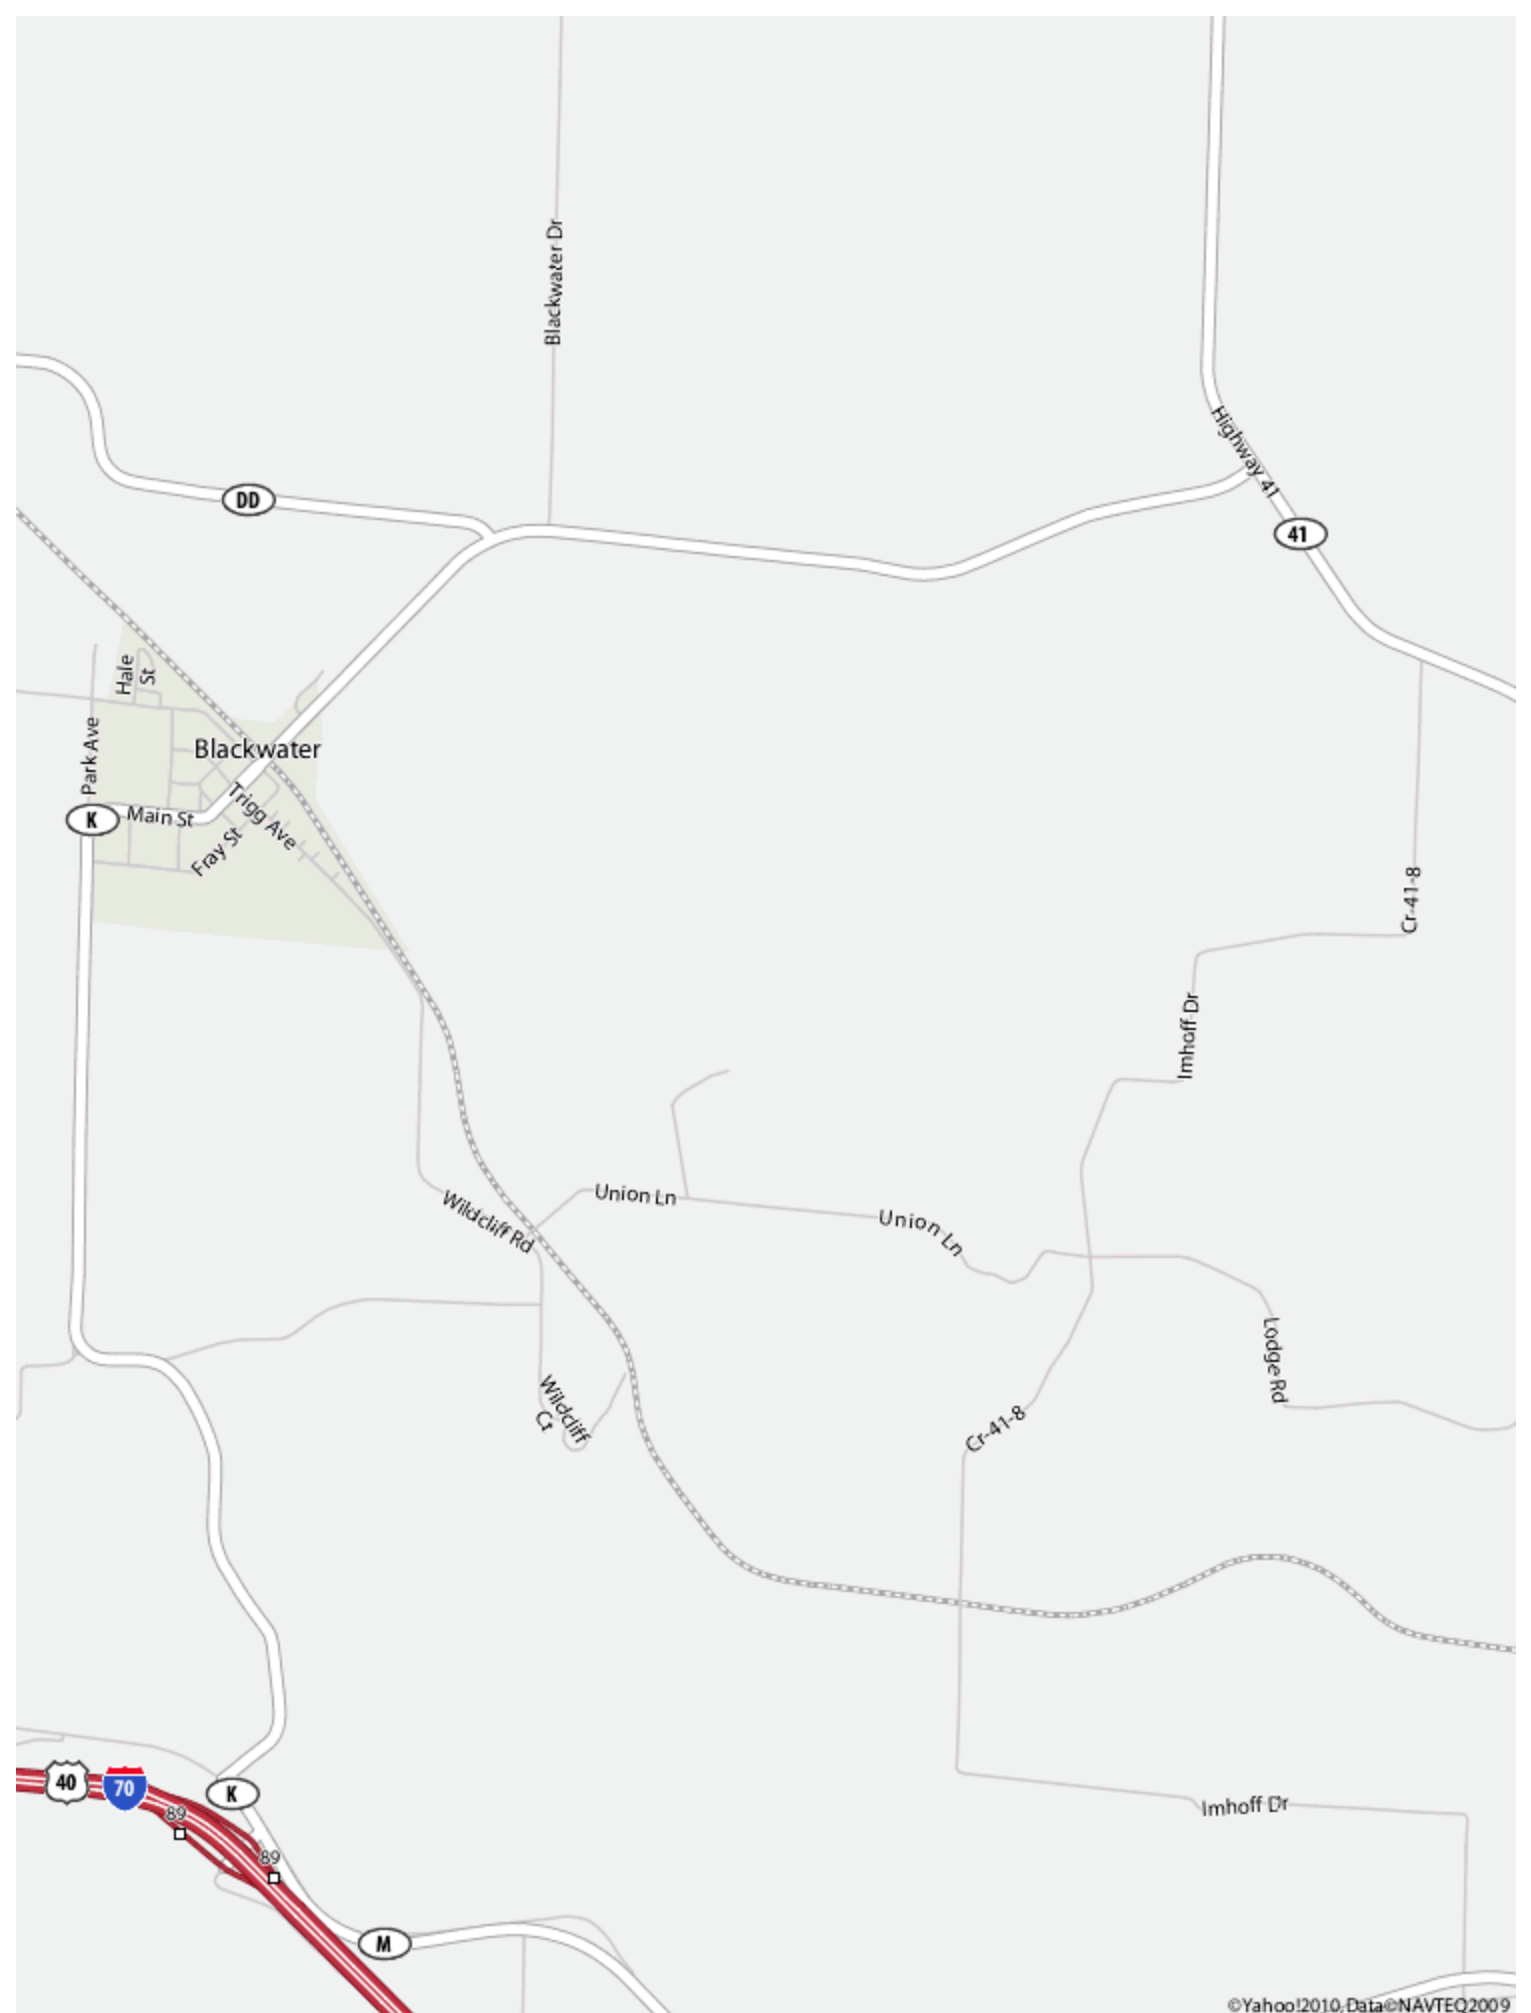 Blackwater Dr
Highway 41
DD
41
Hale
St
Park Ave
Blackwater
K
Main St
Trigg Ave
Fray St
Cr-41-8
Imhoff Dr
Union Ln
Wildcliff Rd
Union Ln
Lodge Rd
Wildcliff
Ct
Cr-41-8
40
70
K
89
Imhoff Dr
89
M
©Yahoo!2010, Data©NAVTEQ2009